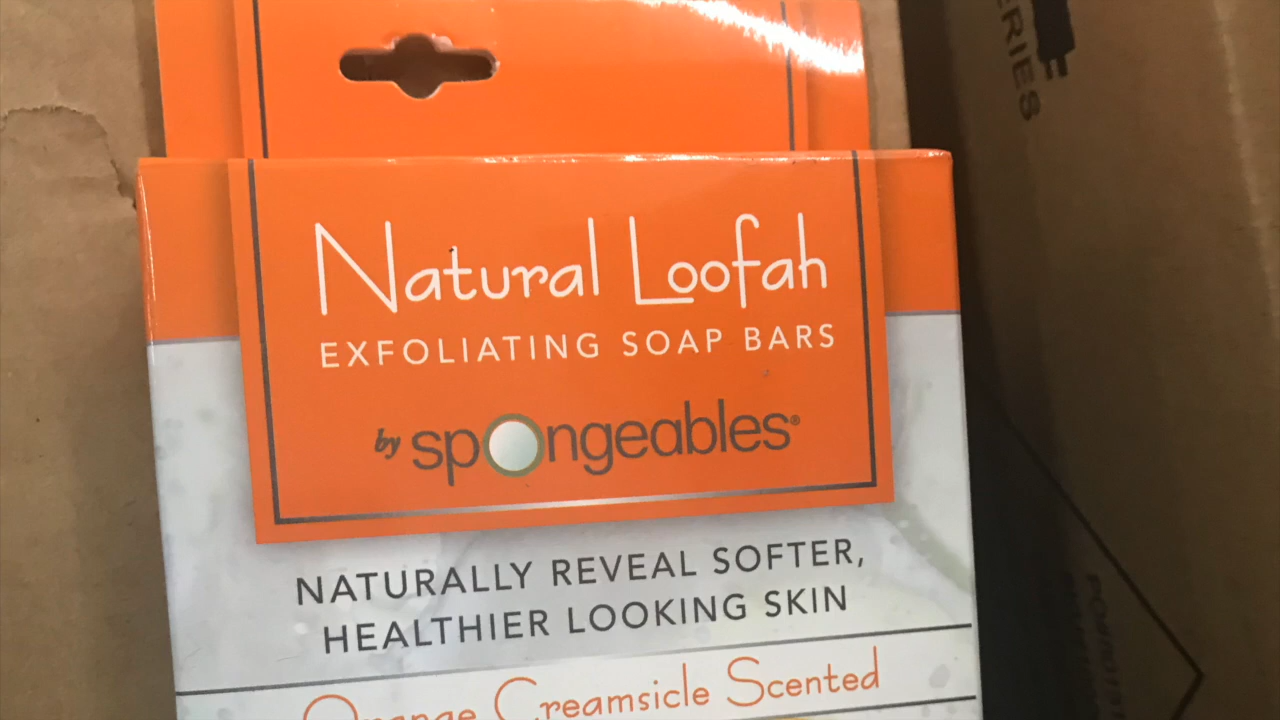 Natural Loofah
EXFOLIATING SOAP BARS
by spongeables®
NATURALLY REVEAL SOFTER,
HEALTHIER LOOKING SKIN
Orange Creamsicle Scented